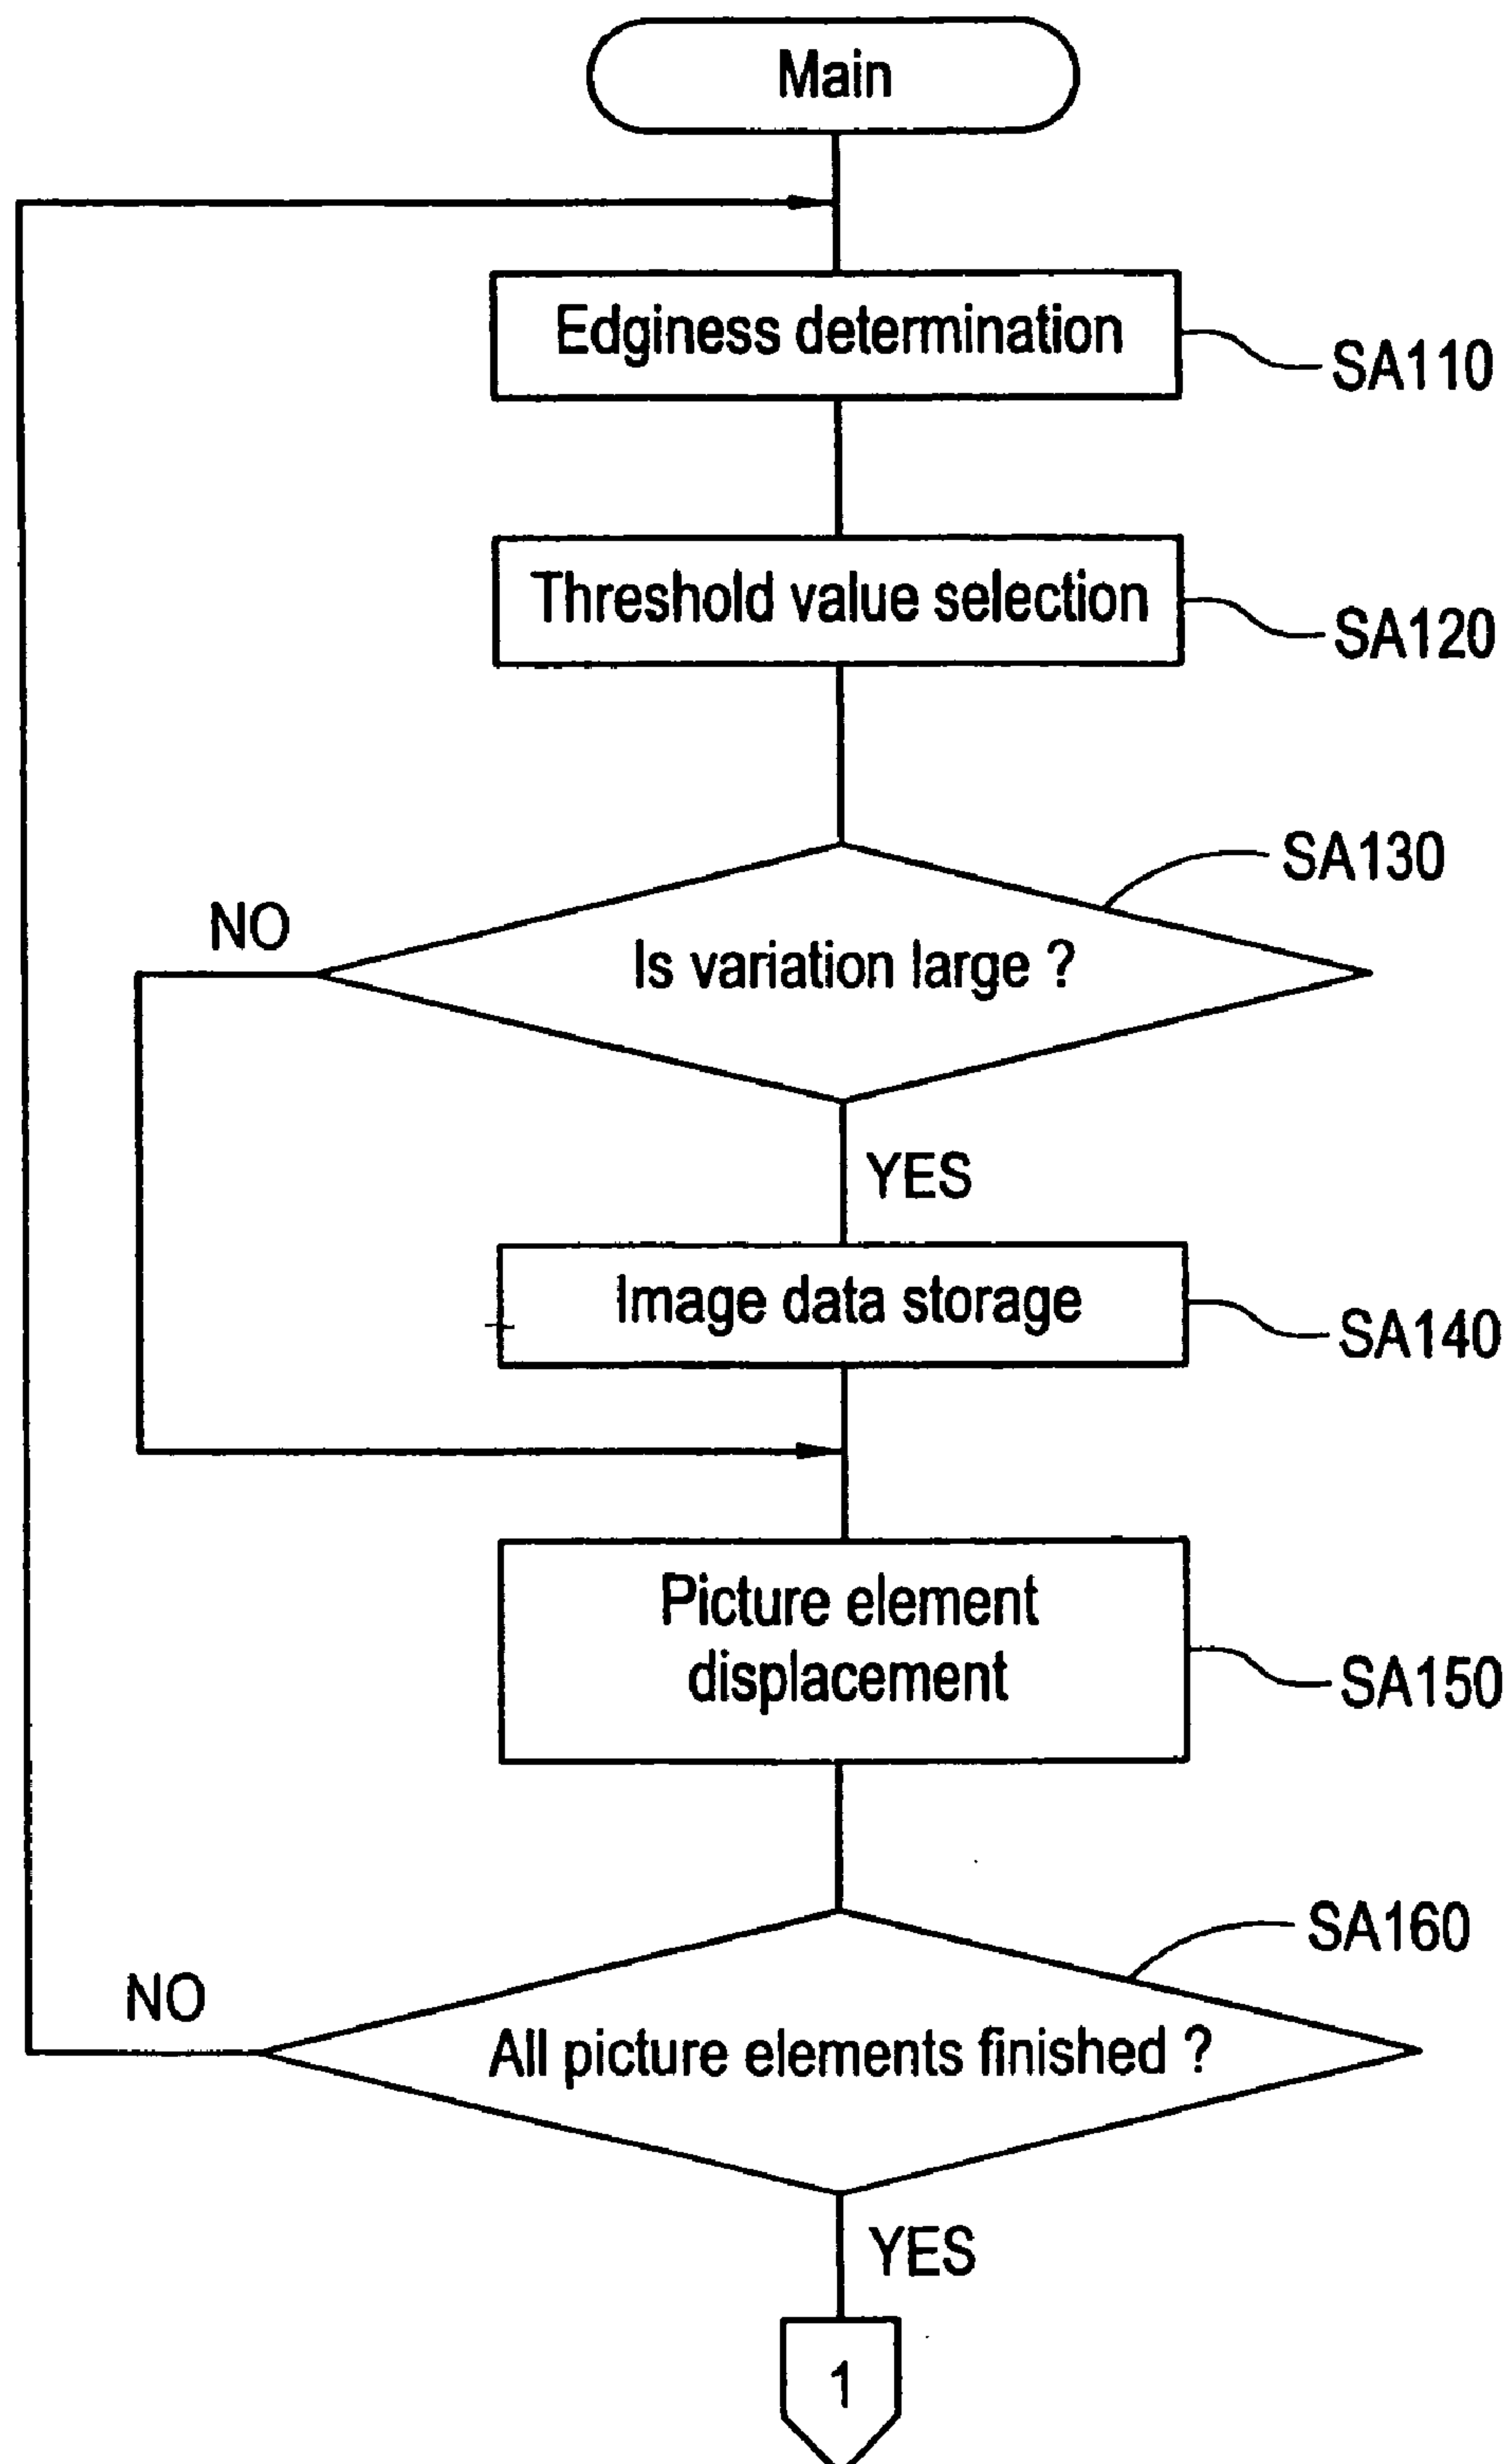 Main
Edginess determination
SA110
Threshold value selection
SA120
SA130
NO
Is variation large ?
YES
Image data storage
SA140
Picture element
displacement
SA150
SA160
NO
All picture elements finished ?
YES
1